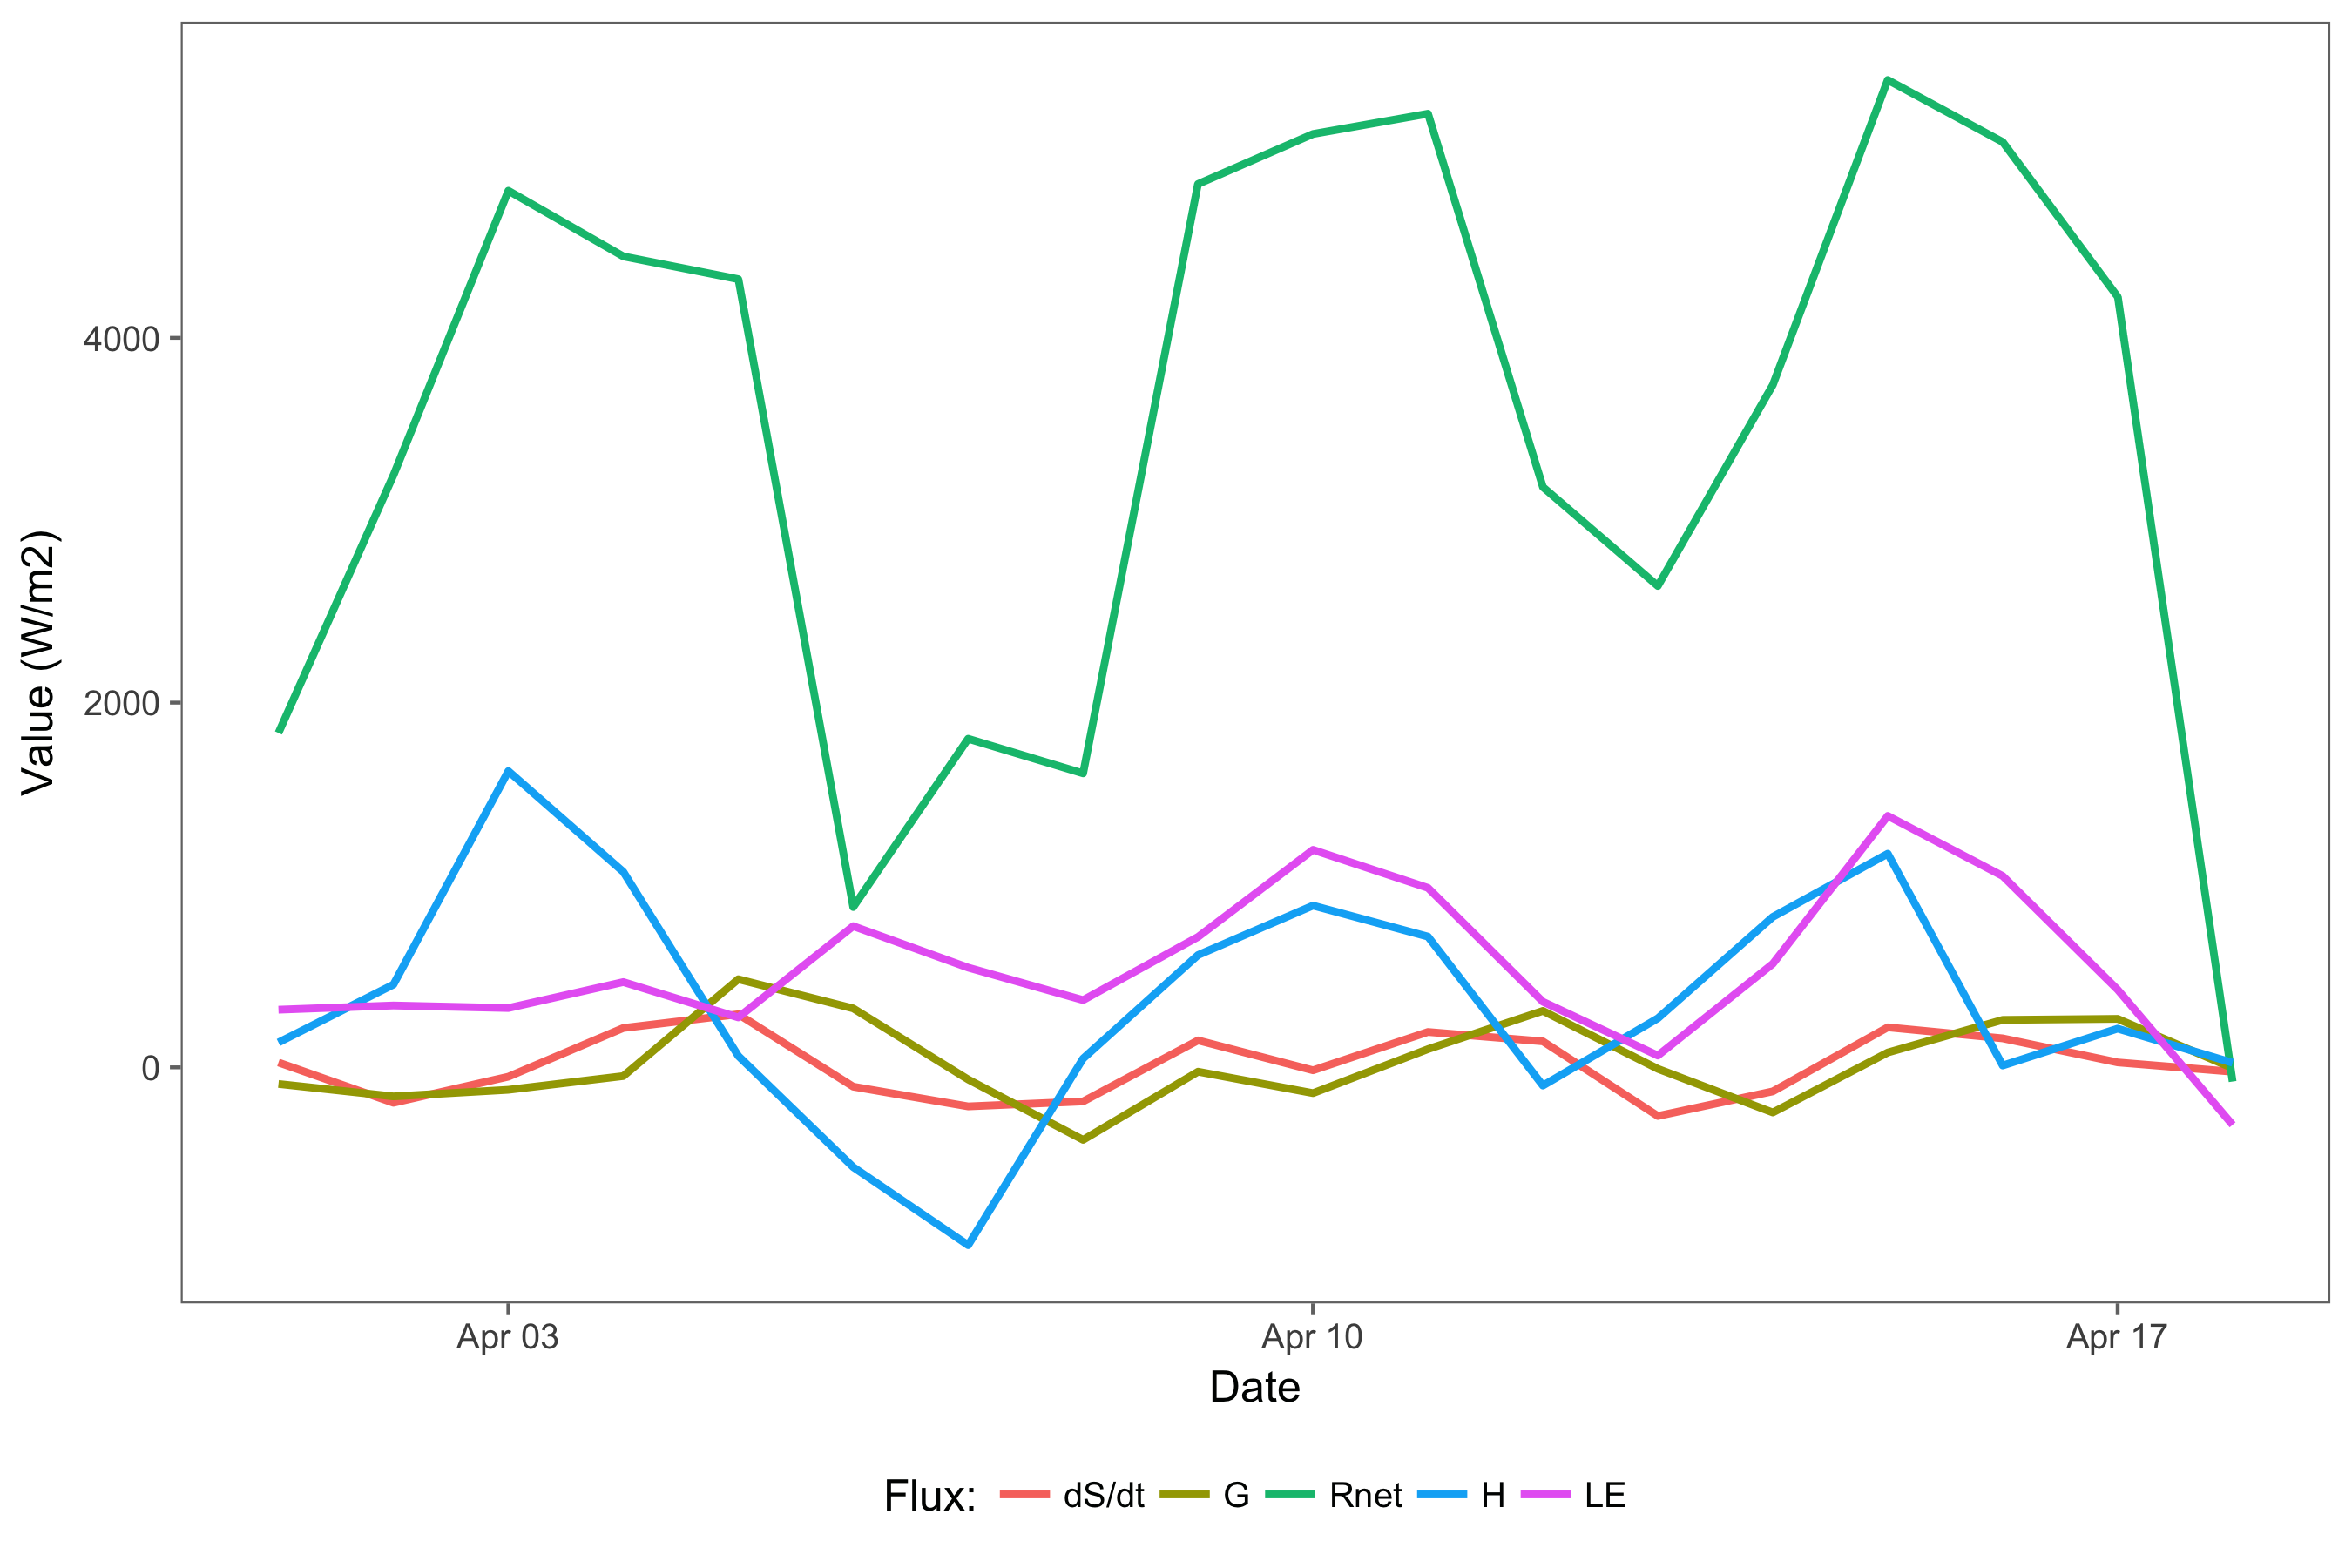 Value (W/m2)
4000
2000
0
Apr 03 Apr 10 Apr 17
Date
Flux: dS/dt G Rnet H LE